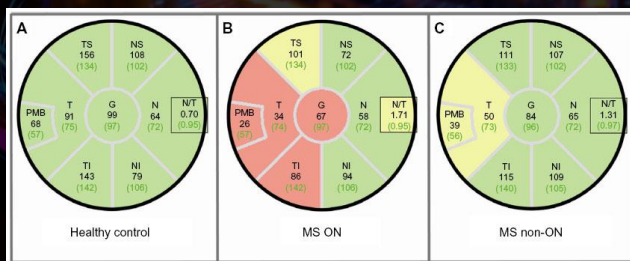 A
TS
156
(134)
NS
108
(102)
PMB
68
(57)
T
91
(75)
G
99
(97)
N
64
(72)
N/T
0.70
(0.95)
TI
143
(142)
NI
79
(106)
Healthy control
B
TS
101
(134)
NS
72
(102)
PMB
26
(57)
T
34
(74)
G
67
(97)
N
58
(72)
N/T
1.71
(0.95)
TI
86
(142)
NI
94
(106)
MS ON
C
TS
111
(133)
NS
107
(102)
PMB
39
(56)
T
50
(73)
G
84
(96)
N
65
(72)
N/T
1.31
(0.97)
TI
115
(140)
NI
109
(105)
MS non-ON